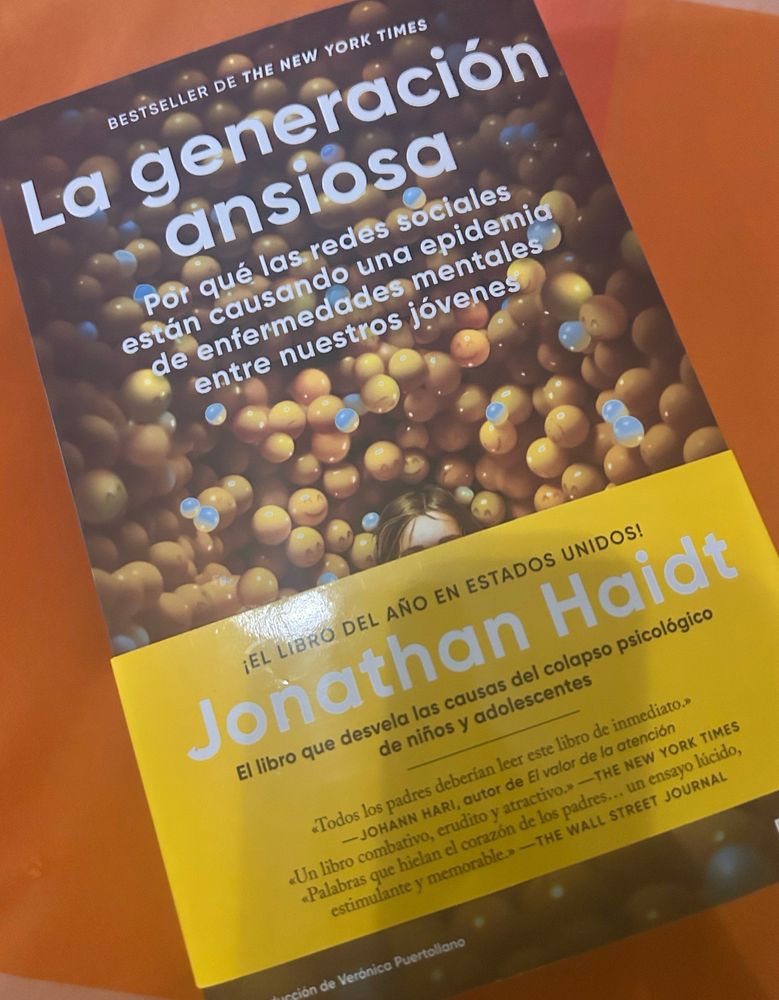 BESTSELLER DE THE NEW YORK TIMES
La generación
ansiosa
Por qué las redes sociales
están causando una epidemia
de enfermedades mentales
entre nuestros jóvenes
¡EL LIBRO DEL AÑO EN ESTADOS UNIDOS!
Jonathan Haidt
El libro que desvela las causas del colapso psicológico
de niños y adolescentes
«Todos los padres deberían leer este libro de inmediato.»
—JOHANN HARI, autor de El valor de la atención
«Un libro combativo, erudito y atractivo.» —THE NEW YORK TIMES
«Palabras que hielan el corazón de los padres... un ensayo lúcido,
estimulante y memorable.» —THE WALL STREET JOURNAL
ducción de Verónica Puertollano